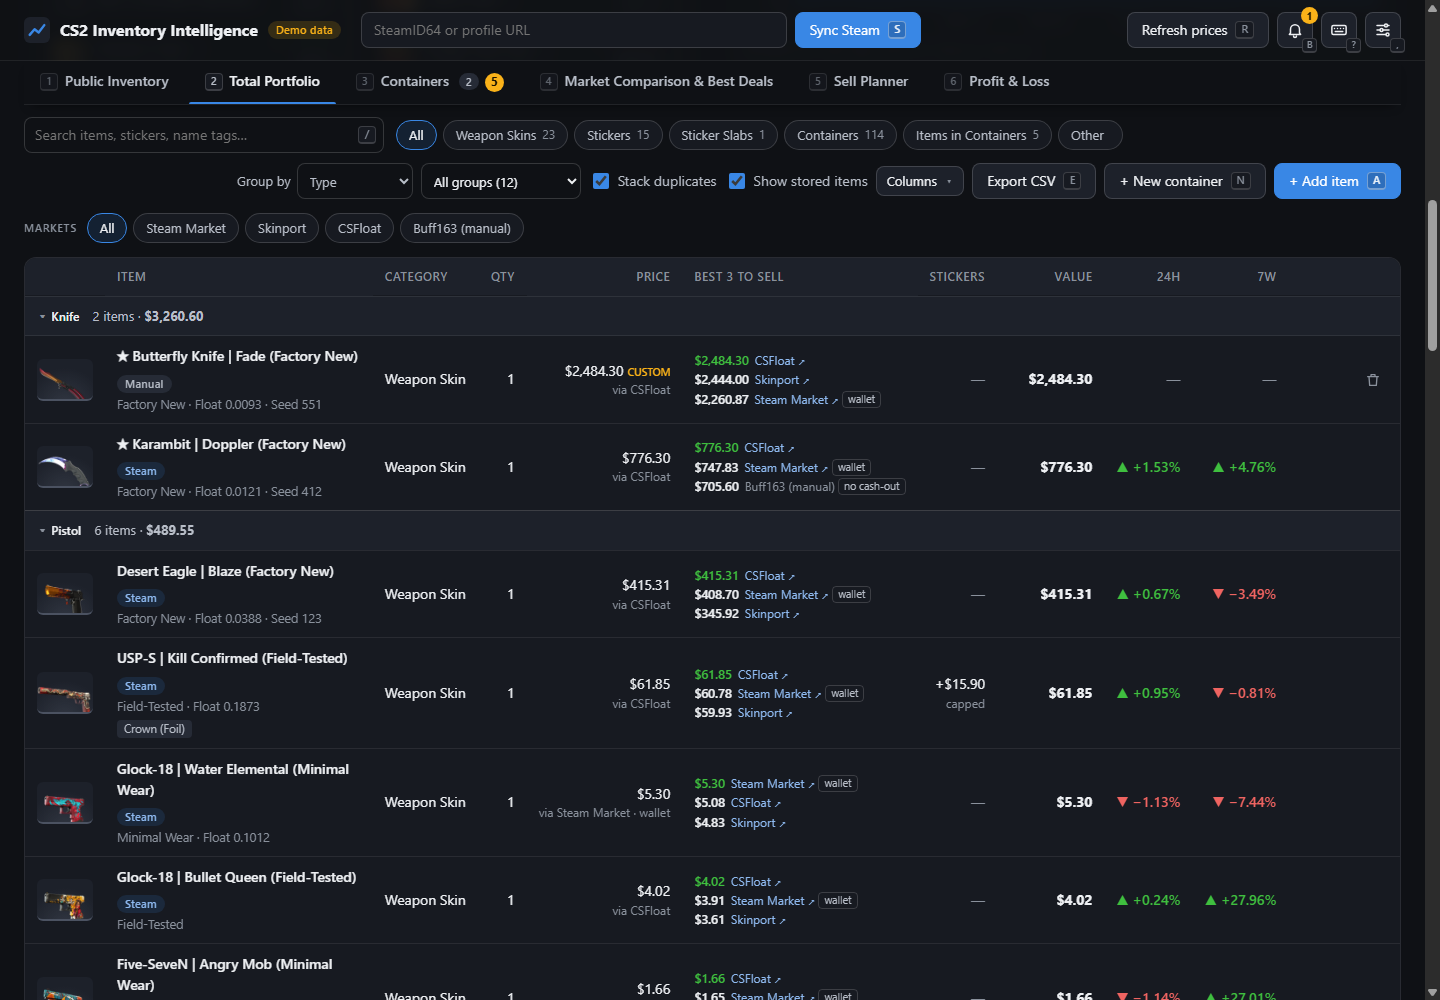 CS2 Inventory Intelligence Demo data SteamID64 or profile URL Sync Steam S Refresh prices R 1 B ? ,
1 Public Inventory 2 Total Portfolio 3 Containers 2 5 4 Market Comparison & Best Deals 5 Sell Planner 6 Profit & Loss
Search items, stickers, name tags... / All Weapon Skins 23 Stickers 15 Sticker Slabs 1 Containers 114 Items in Containers 5 Other
Group by Type All groups (12) Stack duplicates Show stored items Columns Export CSV E + New container N + Add item A
MARKETS All Steam Market Skinport CSFloat Buff163 (manual)
ITEM CATEGORY QTY PRICE BEST 3 TO SELL STICKERS VALUE 24H 7W
Knife 2 items · $3,260.60
★ Butterfly Knife | Fade (Factory New)
Manual
Factory New · Float 0.0093 · Seed 551
Weapon Skin 1
$2,484.30 CUSTOM
via CSFloat
$2,484.30 CSFloat ↗
$2,444.00 Skinport ↗
$2,260.87 Steam Market ↗ wallet
— $2,484.30 — —
★ Karambit | Doppler (Factory New)
Steam
Factory New · Float 0.0121 · Seed 412
Weapon Skin 1
$776.30
via CSFloat
$776.30 CSFloat ↗
$747.83 Steam Market ↗ wallet
$705.60 Buff163 (manual) no cash-out
— $776.30 ▲ +1.53% ▲ +4.76%
Pistol 6 items · $489.55
Desert Eagle | Blaze (Factory New)
Steam
Factory New · Float 0.0388 · Seed 123
Weapon Skin 1
$415.31
via CSFloat
$415.31 CSFloat ↗
$408.70 Steam Market ↗ wallet
$345.92 Skinport ↗
— $415.31 ▲ +0.67% ▼ −3.49%
USP-S | Kill Confirmed (Field-Tested)
Steam
Field-Tested · Float 0.1873
Crown (Foil)
Weapon Skin 1
$61.85
via CSFloat
$61.85 CSFloat ↗
$60.78 Steam Market ↗ wallet
$59.93 Skinport ↗
+$15.90
capped
$61.85 ▲ +0.95% ▼ −0.81%
Glock-18 | Water Elemental (Minimal
Wear)
Steam
Minimal Wear · Float 0.1012
Weapon Skin 1
$5.30
via Steam Market · wallet
$5.30 Steam Market ↗ wallet
$5.08 CSFloat ↗
$4.83 Skinport ↗
— $5.30 ▼ −1.13% ▼ −7.44%
Glock-18 | Bullet Queen (Field-Tested)
Steam
Field-Tested
Weapon Skin 1
$4.02
via CSFloat
$4.02 CSFloat ↗
$3.91 Steam Market ↗ wallet
$3.61 Skinport ↗
— $4.02 ▲ +0.24% ▲ +27.96%
Five-SeveN | Angry Mob (Minimal
Wear)
Weapon Skin 1
$1.66
$1.66 CSFloat ↗
$1.65 Steam Market ↗ wallet
— $1.66 ▼ −1.14% ▲ +27.01%